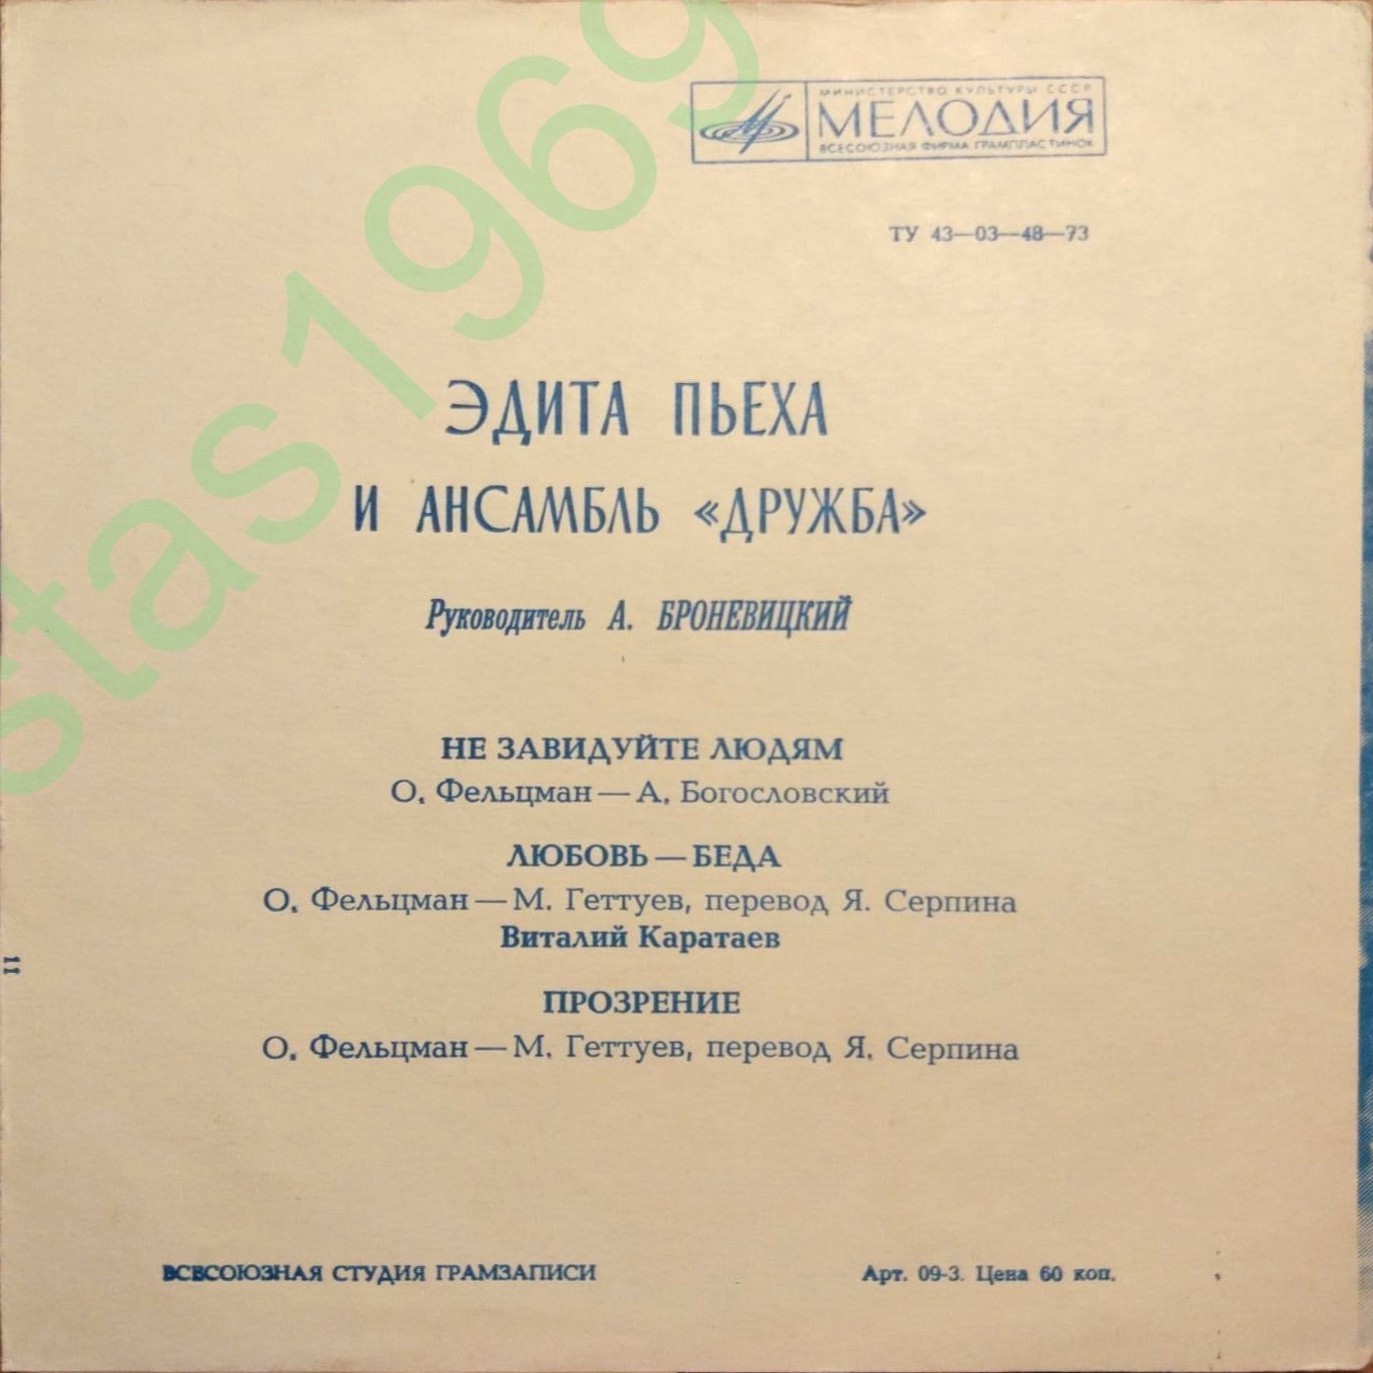 stas1969
МИНИСТЕРСТВО КУЛЬТУРЫ СССР
МЕЛОДИЯ
ВСЕСОЮЗНАЯ ФИРМА ГРАМПЛАСТИНОК
ТУ 43—03—48—73
ЭДИТА ПЬЕХА
И АНСАМБЛЬ «ДРУЖБА»
Руководитель А. БРОНЕВИЦКИЙ
НЕ ЗАВИДУЙТЕ ЛЮДЯМ
О. Фельцман — А. Богословский
ЛЮБОВЬ — БЕДА
О. Фельцман — М. Геттуев, перевод Я. Серпина
Виталий Каратаев
ПРОЗРЕНИЕ
О. Фельцман — М. Геттуев, перевод Я. Серпина
11
ВСЕСОЮЗНАЯ СТУДИЯ ГРАМЗАПИСИ
Арт. 09-3. Цена 60 коп.